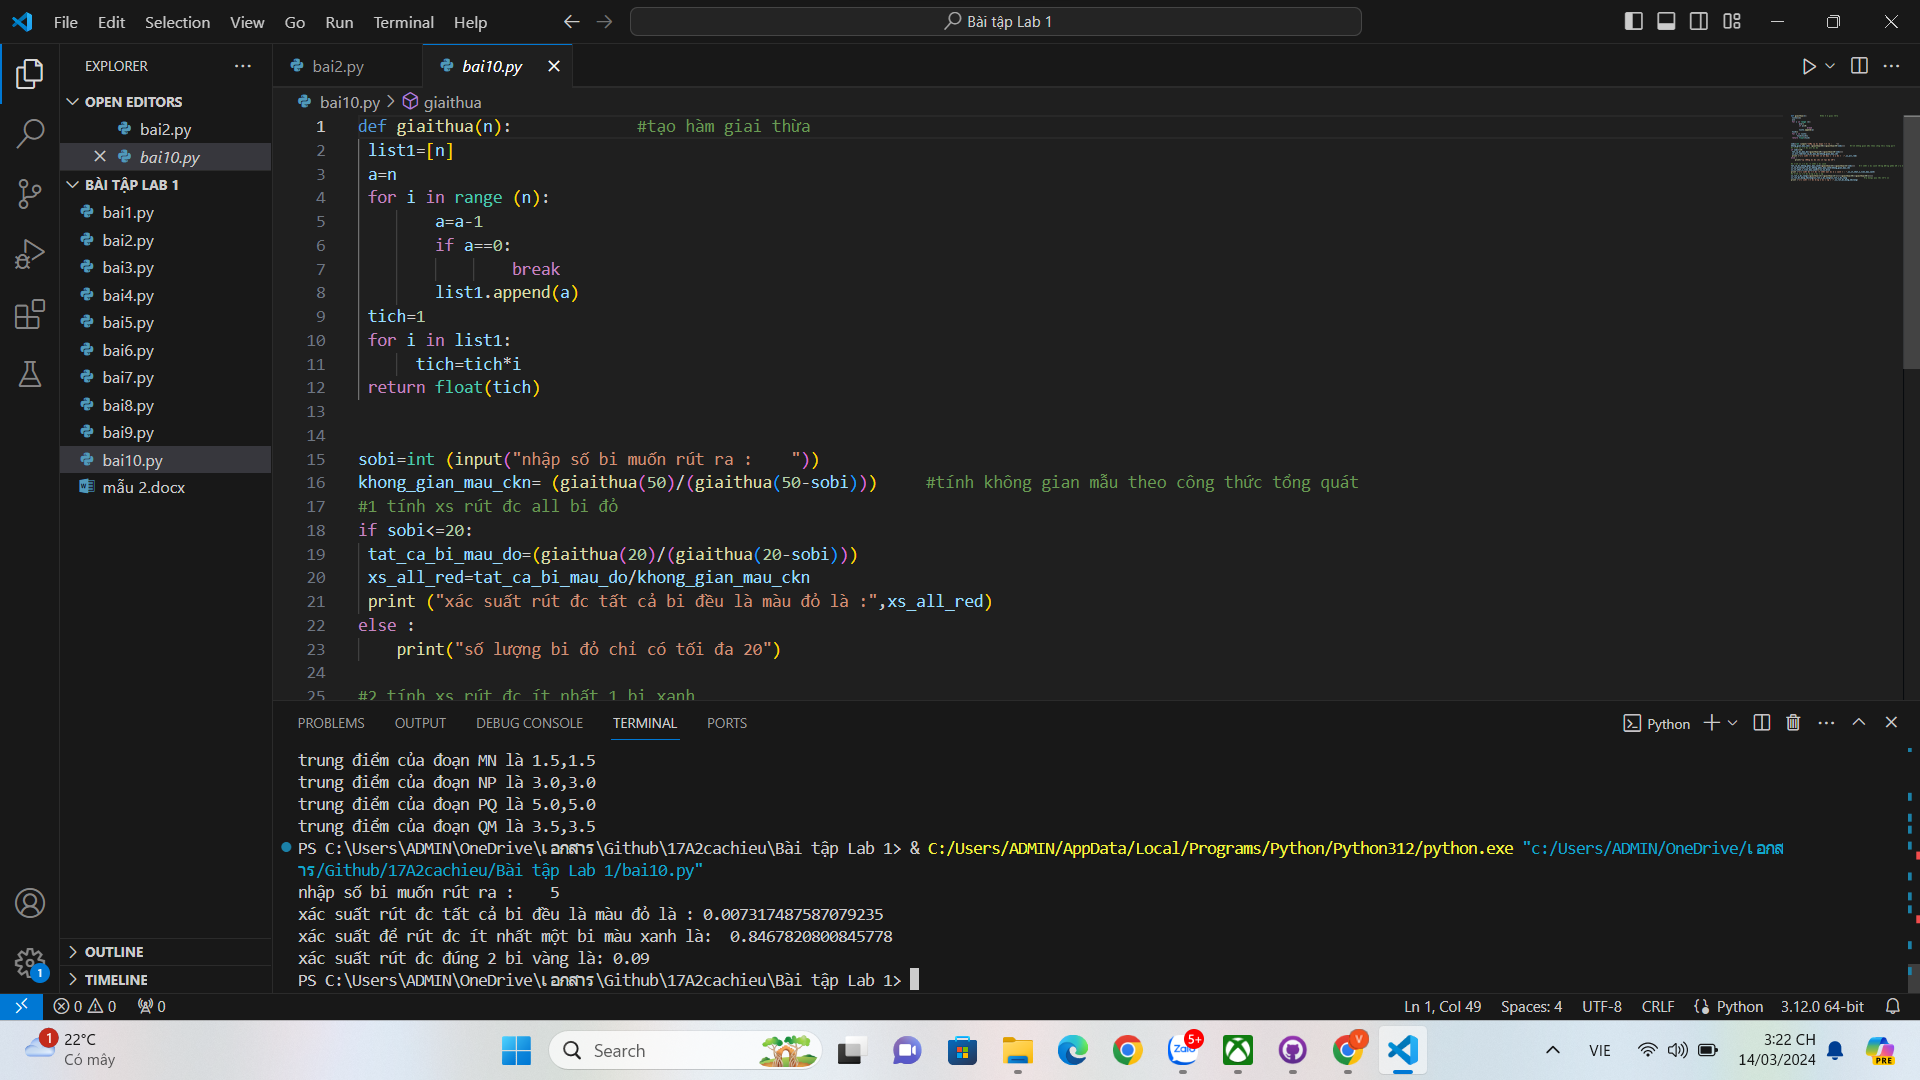 File Edit Selection View Go Run Terminal Help
Bài tập Lab 1
EXPLORER
bai2.py
bai10.py
OPEN EDITORS
bai2.py
bai10.py
BÀI TẬP LAB 1
bai1.py
bai2.py
bai3.py
bai4.py
bai5.py
bai6.py
bai7.py
bai8.py
bai9.py
bai10.py
mẫu 2.docx
OUTLINE
TIMELINE
bai10.py > giaithua
1 def giaithua(n): #tạo hàm giai thừa
2 list1=[n]
3 a=n
4 for i in range (n):
5 a=a-1
6 if a==0:
7 break
8 list1.append(a)
9 tich=1
10 for i in list1:
11 tich=tich*i
12 return float(tich)
13
14
15 sobi=int (input("nhập số bi muốn rút ra :    "))
16 khong_gian_mau_ckn= (giaithua(50)/(giaithua(50-sobi))) #tính không gian mẫu theo công thức tổng quát
17 #1 tính xs rút đc all bi đỏ
18 if sobi<=20:
19 tat_ca_bi_mau_do=(giaithua(20)/(giaithua(20-sobi)))
20 xs_all_red=tat_ca_bi_mau_do/khong_gian_mau_ckn
21 print ("xác suất rút đc tất cả bi đều là màu đỏ là :",xs_all_red)
22 else :
23 print("số lượng bi đỏ chỉ có tối đa 20")
24
25 #2 tính xs rút đc ít nhất 1 bi xanh
PROBLEMS OUTPUT DEBUG CONSOLE TERMINAL PORTS
Python
trung điểm của đoạn MN là 1.5,1.5
trung điểm của đoạn NP là 3.0,3.0
trung điểm của đoạn PQ là 5.0,5.0
trung điểm của đoạn QM là 3.5,3.5
PS C:\Users\ADMIN\OneDrive\เอกสาร\Github\17A2cachieu\Bài tập Lab 1> & C:/Users/ADMIN/AppData/Local/Programs/Python/Python312/python.exe "c:/Users/ADMIN/OneDrive/เอกส
าร/Github/17A2cachieu/Bài tập Lab 1/bai10.py"
nhập số bi muốn rút ra :    5
xác suất rút đc tất cả bi đều là màu đỏ là : 0.007317487587079235
xác suất để rút đc ít nhất một bi màu xanh là:  0.8467820800845778
xác suất rút đc đúng 2 bi vàng là: 0.09
PS C:\Users\ADMIN\OneDrive\เอกสาร\Github\17A2cachieu\Bài tập Lab 1>
1
0 0 0 Ln 1, Col 49 Spaces: 4 UTF-8 CRLF Python 3.12.0 64-bit
1 22°C
Có mây
Search
Zalo 5+
V
VIE
3:22 CH
14/03/2024
PRE